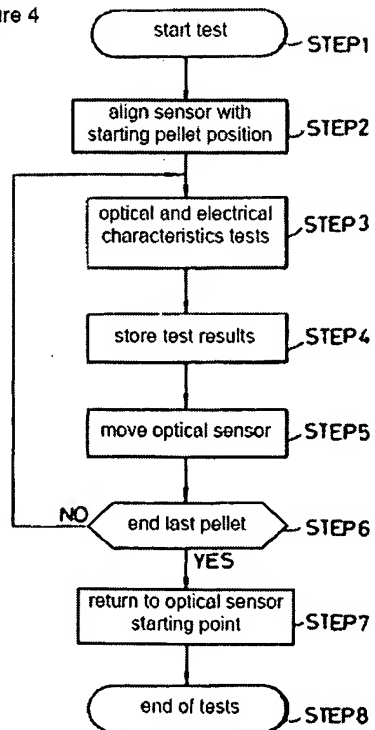 ure 4
start test
STEP1
align sensor with
starting pellet position
STEP2
optical and electrical
characteristics tests
STEP3
store test results
STEP4
move optical sensor
STEP5
NO
end last pellet
STEP6
YES
return to optical sensor
starting point
STEP7
end of tests
STEP8